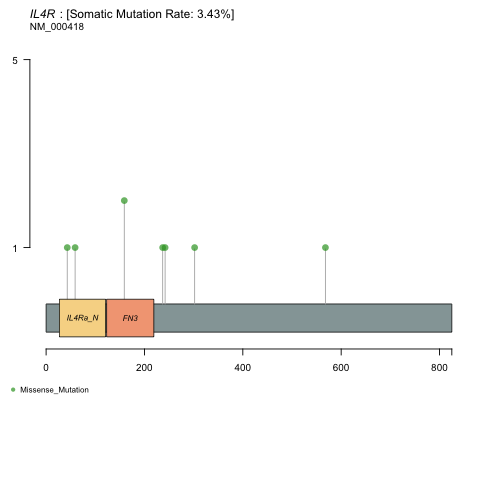 IL4R : [Somatic Mutation Rate: 3.43%]
NM_000418
5
1
IL4Ra_N
FN3
0
200
400
600
800
Missense_Mutation